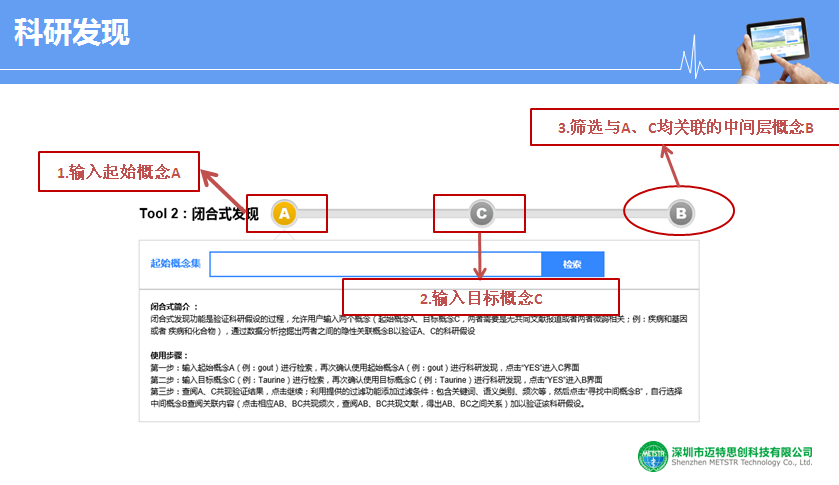 科研发现
3.筛选与A、C均关联的中间层概念B
1.输入起始概念A
Tool 2：闭合式发现
A
C
B
起始概念集
检索
2.输入目标概念C
闭合式简介 ：
闭合式发现功能是验证科研假设的过程，允许用户输入两个概念（起始概念A、目标概念C，两者需要是无共同文献报道或者两者微弱相关；例：疾病和基因
或者 疾病和化合物），通过数据分析挖掘出两者之间的隐性关联概念B以验证A、C的科研假设
使用步骤：
第一步：输入起始概念A（例：gout）进行检索，再次确认使用起始概念A（例：gout）进行科研发现，点击“YES”进入C界面
第二步：输入目标概念C（例：Taurine）进行检索，再次确认使用目标概念C（例：Taurine）进行科研发现，点击“YES”进入B界面
第三步：查阅A、C共现验证结果，点击继续；利用提供的过滤功能添加过滤条件：包含关键词、语义类别、频次等，然后点击“寻找中间概念B”，自行选择
中间概念B查阅关联内容（点击相应AB、BC共现频次，查阅AB、BC共现文献，得出AB、BC之间关系）加以验证该科研假设。
METSTR
深圳市迈特思创科技有限公司
Shenzhen METSTR Technology Co., Ltd.